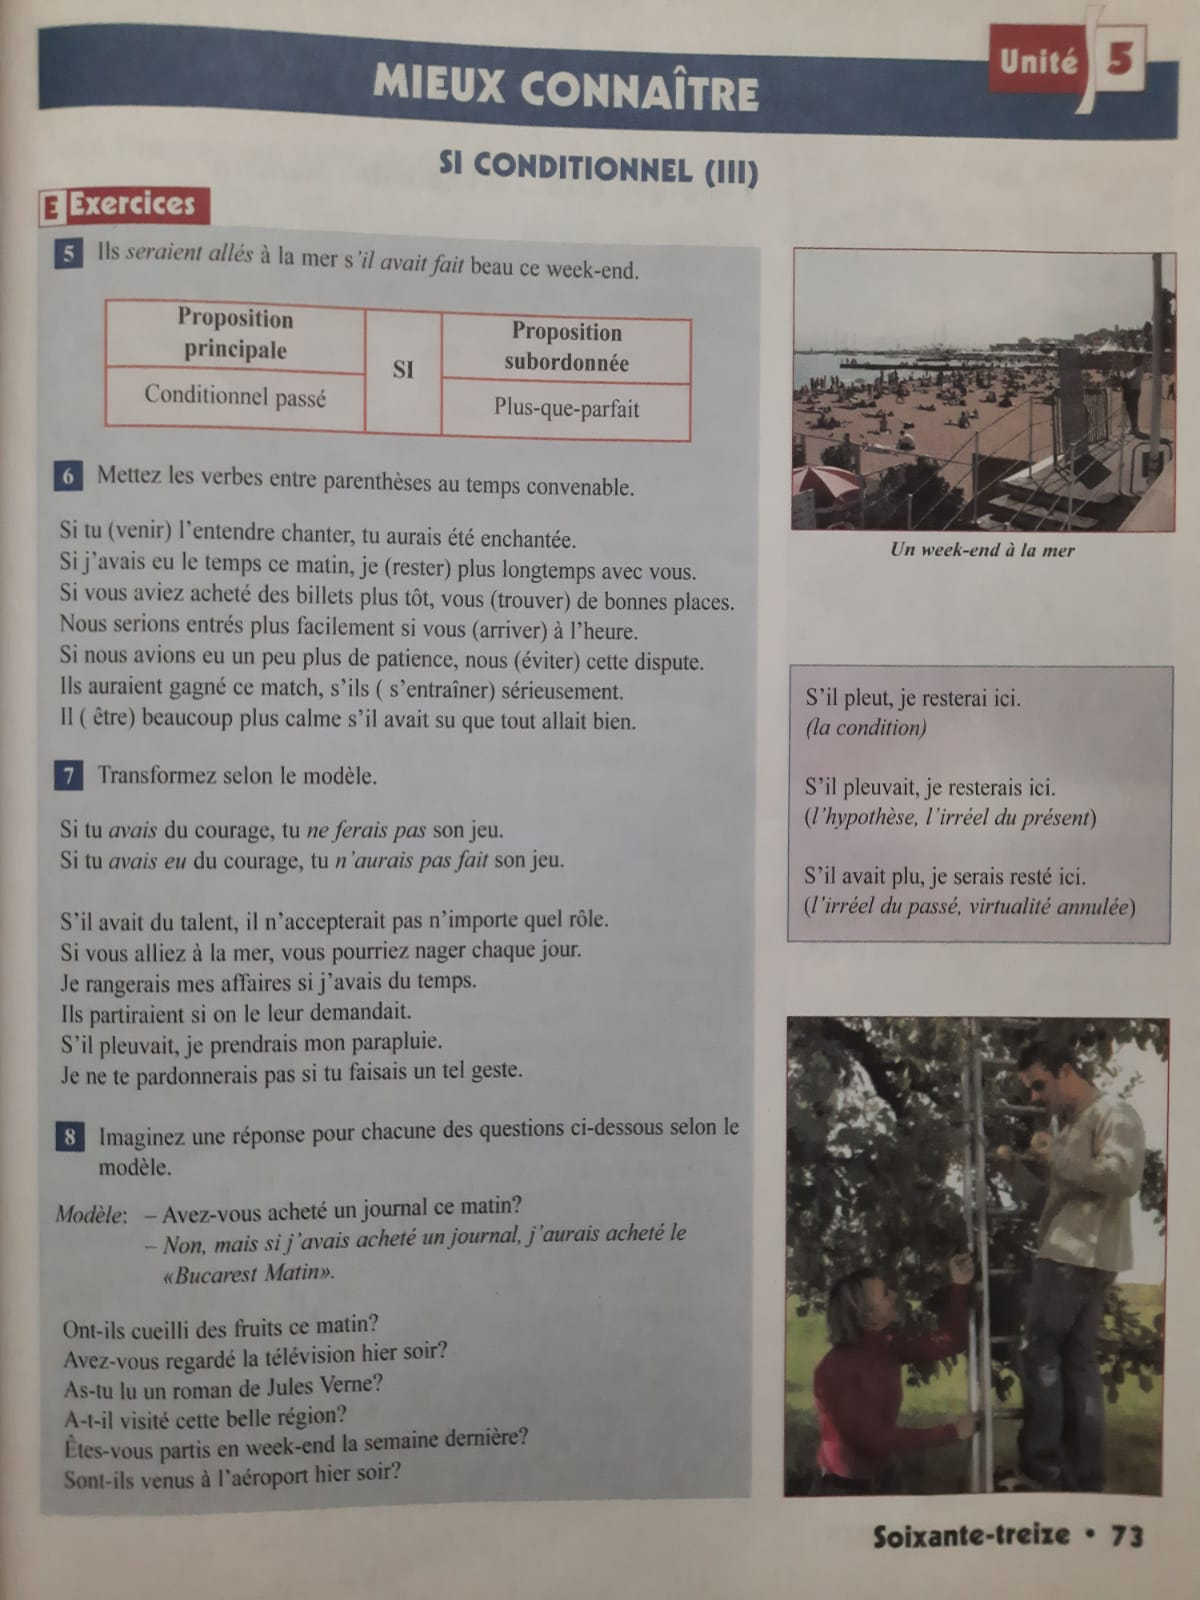 Unité 5
MIEUX CONNAÎTRE
SI CONDITIONNEL (III)
E Exercices
5 Ils seraient allés à la mer s'il avait fait beau ce week-end.
Proposition
principale
SI
Proposition
subordonnée
Conditionnel passé
Plus-que-parfait
6 Mettez les verbes entre parenthèses au temps convenable.
Si tu (venir) l'entendre chanter, tu aurais été enchantée.
Si j'avais eu le temps ce matin, je (rester) plus longtemps avec vous.
Si vous aviez acheté des billets plus tôt, vous (trouver) de bonnes places.
Nous serions entrés plus facilement si vous (arriver) à l'heure.
Si nous avions eu un peu plus de patience, nous (éviter) cette dispute.
Ils auraient gagné ce match, s'ils ( s'entraîner) sérieusement.
Il ( être) beaucoup plus calme s'il avait su que tout allait bien.
7 Transformez selon le modèle.
Si tu avais du courage, tu ne ferais pas son jeu.
Si tu avais eu du courage, tu n'aurais pas fait son jeu.
S'il avait du talent, il n'accepterait pas n'importe quel rôle.
Si vous alliez à la mer, vous pourriez nager chaque jour.
Je rangerais mes affaires si j'avais du temps.
Ils partiraient si on le leur demandait.
S'il pleuvait, je prendrais mon parapluie.
Je ne te pardonnerais pas si tu faisais un tel geste.
8 Imaginez une réponse pour chacune des questions ci-dessous selon le
modèle.
Modèle: – Avez-vous acheté un journal ce matin?
– Non, mais si j'avais acheté un journal, j'aurais acheté le
«Bucarest Matin».
Ont-ils cueilli des fruits ce matin?
Avez-vous regardé la télévision hier soir?
As-tu lu un roman de Jules Verne?
A-t-il visité cette belle région?
Êtes-vous partis en week-end la semaine dernière?
Sont-ils venus à l'aéroport hier soir?
Un week-end à la mer
S'il pleut, je resterai ici.
(la condition)
S'il pleuvait, je resterais ici.
(l'hypothèse, l'irréel du présent)
S'il avait plu, je serais resté ici.
(l'irréel du passé, virtualité annulée)
Soixante-treize • 73